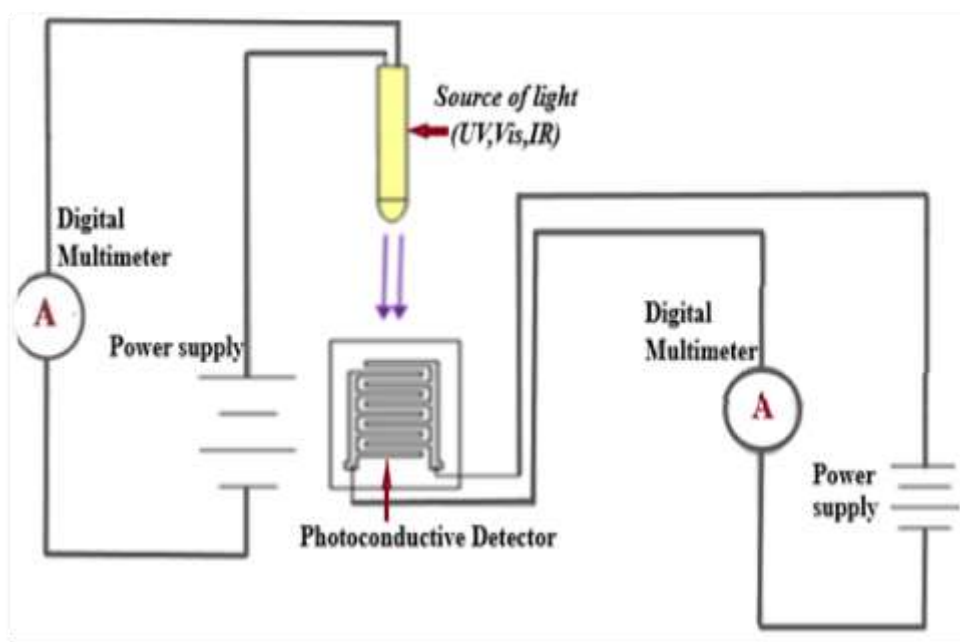 Source of light
(UV,Vis,IR)
Digital
Multimeter
A
Power supply
Digital
Multimeter
A
Power
supply
Photoconductive Detector